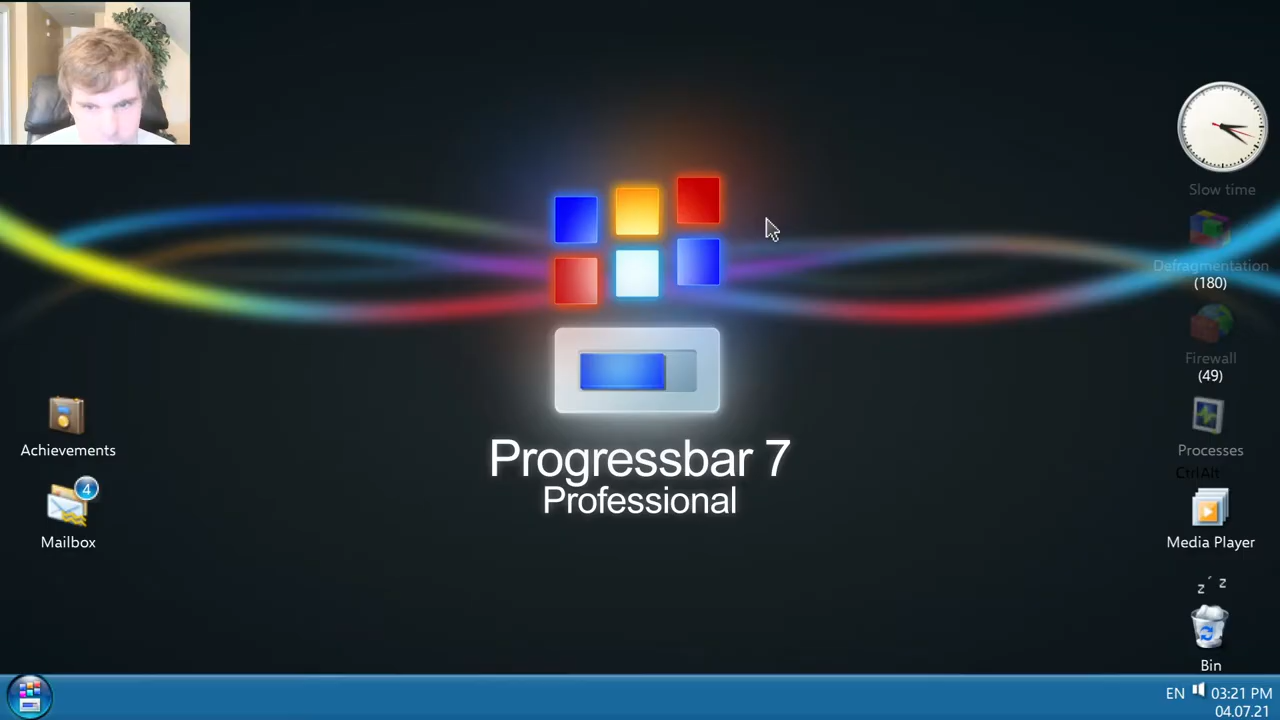 Slow time
Defragmentation
(180)
Firewall
(49)
Achievements
Processes
CtrlAlt
4
Progressbar 7
Professional
Mailbox
Media Player
z z z
Bin
EN 03:21 PM
04.07.21